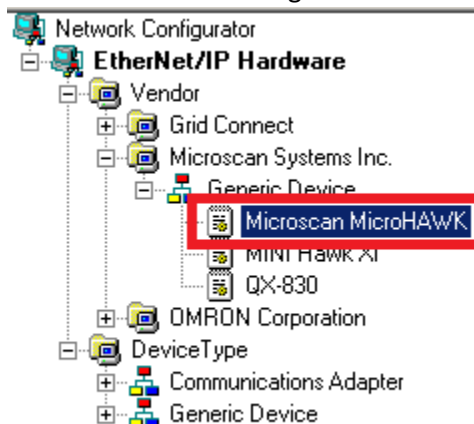 Network Configurator
EtherNet/IP Hardware
Vendor
Grid Connect
Microscan Systems Inc.
Generic Device
Microscan MicroHAWK
MINI Hawk XI
QX-830
OMRON Corporation
DeviceType
Communications Adapter
Generic Device